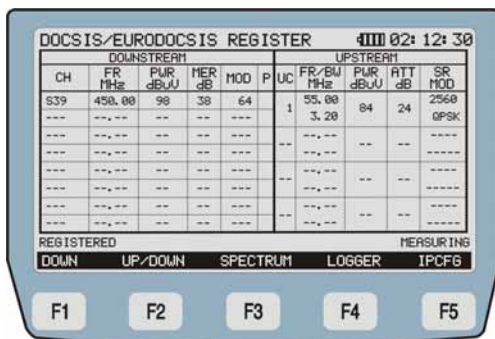 DOCSIS/EURODOCSIS REGISTER 02: 12: 30
DOWNSTREAM UPSTREAM
CH FR MHz PWR dBuV MER dB MOD P UC FR/BW MHz PWR dBuV ATT dB SR MOD
S39 450.00 98 38 64 1 55.00 3.20 84 24 2560 QPSK
--- --.-- -- -- ---
--- --.-- -- -- --- -- --.-- -- -- ----
--- --.-- -- -- --- --.-- -----
--- --.-- -- -- --- -- --.-- -- -- ----
--- --.-- -- -- --- --.-- -----
--- --.-- -- -- --- -- --.-- -- -- ----
--- --.-- -- -- --- --.-- -----
REGISTERED MEASURING
DOWN UP/DOWN SPECTRUM LOGGER IPCFG
F1 F2 F3 F4 F5